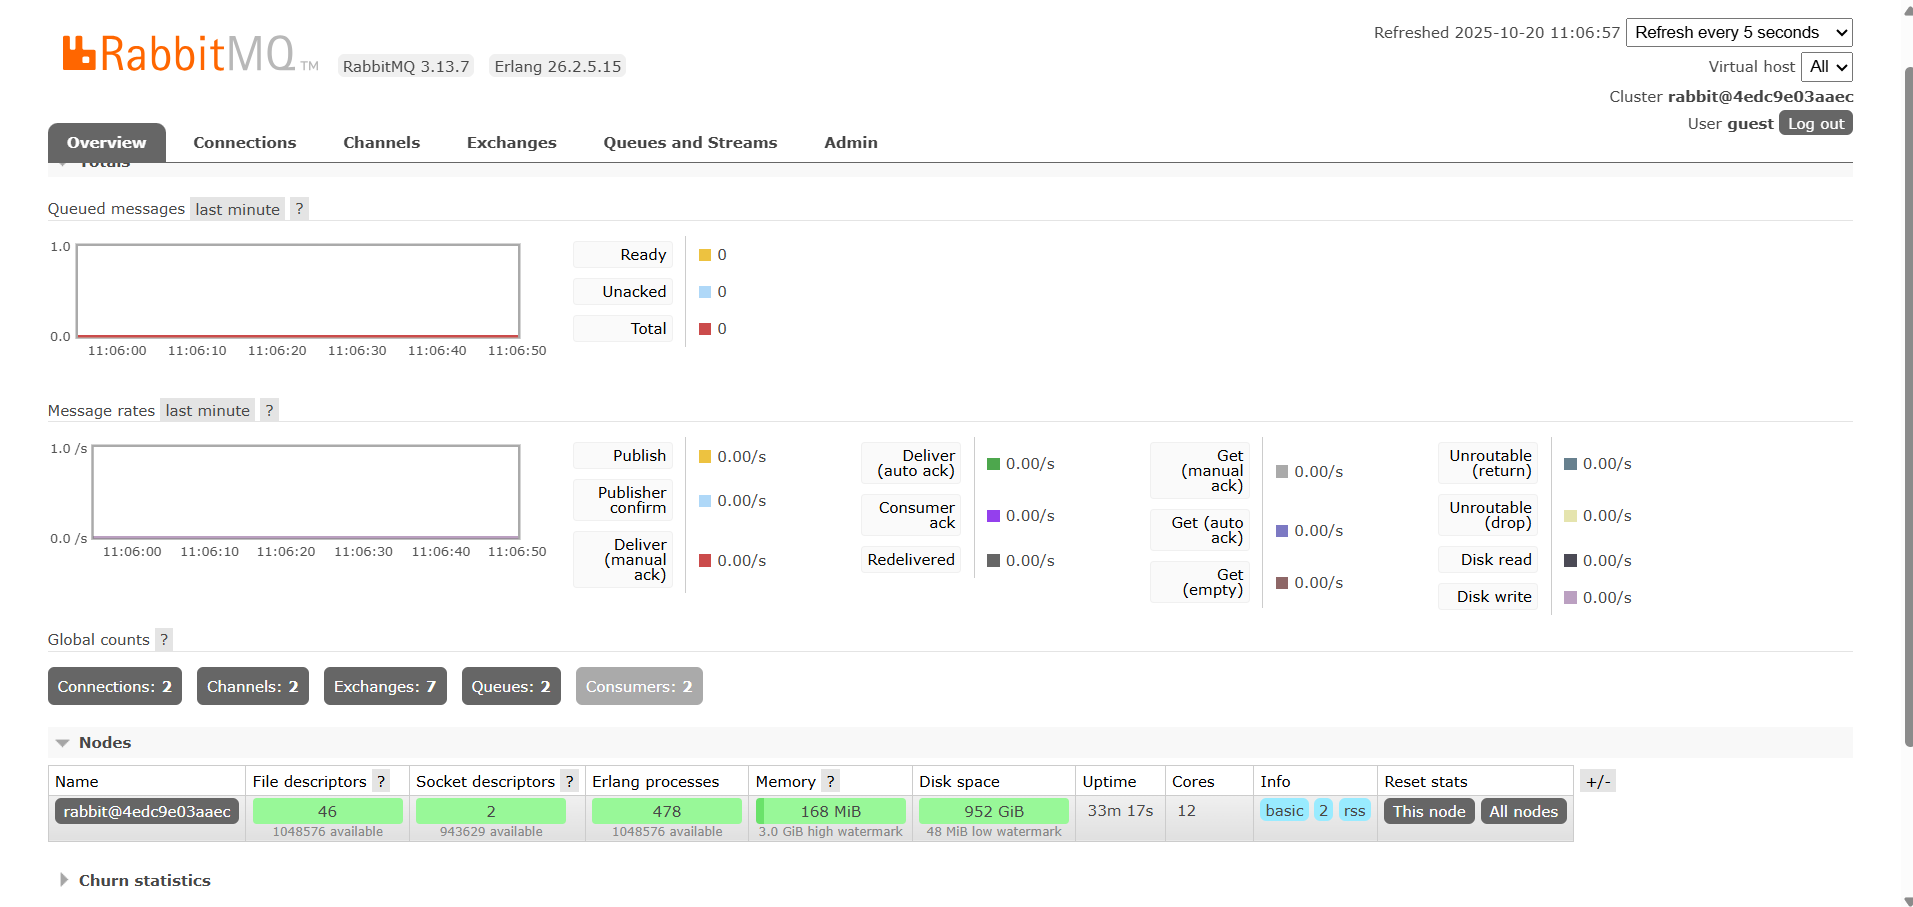 RabbitMQ TM
RabbitMQ 3.13.7
Erlang 26.2.5.15
Refreshed 2025-10-20 11:06:57 Refresh every 5 seconds
Virtual host All
Cluster rabbit@4edc9e03aaec
User guest Log out
Overview
Connections
Channels
Exchanges
Queues and Streams
Admin
Totals
Queued messages last minute ?
1.0
0.0
11:06:00 11:06:10 11:06:20 11:06:30 11:06:40 11:06:50
Ready 0
Unacked 0
Total 0
Message rates last minute ?
1.0 /s
0.0 /s
11:06:00 11:06:10 11:06:20 11:06:30 11:06:40 11:06:50
Publish 0.00/s
Publisher
confirm 0.00/s
Deliver
(manual
ack) 0.00/s
Deliver
(auto ack) 0.00/s
Consumer
ack 0.00/s
Redelivered 0.00/s
Get
(manual
ack) 0.00/s
Get (auto
ack) 0.00/s
Get
(empty) 0.00/s
Unroutable
(return) 0.00/s
Unroutable
(drop) 0.00/s
Disk read 0.00/s
Disk write 0.00/s
Global counts ?
Connections: 2
Channels: 2
Exchanges: 7
Queues: 2
Consumers: 2
Nodes
Name File descriptors ? Socket descriptors ? Erlang processes Memory ? Disk space Uptime Cores Info Reset stats +/-
rabbit@4edc9e03aaec 46 2 478 168 MiB 952 GiB 33m 17s 12 basic 2 rss This node All nodes
1048576 available 943629 available 1048576 available 3.0 GiB high watermark 48 MiB low watermark
Churn statistics